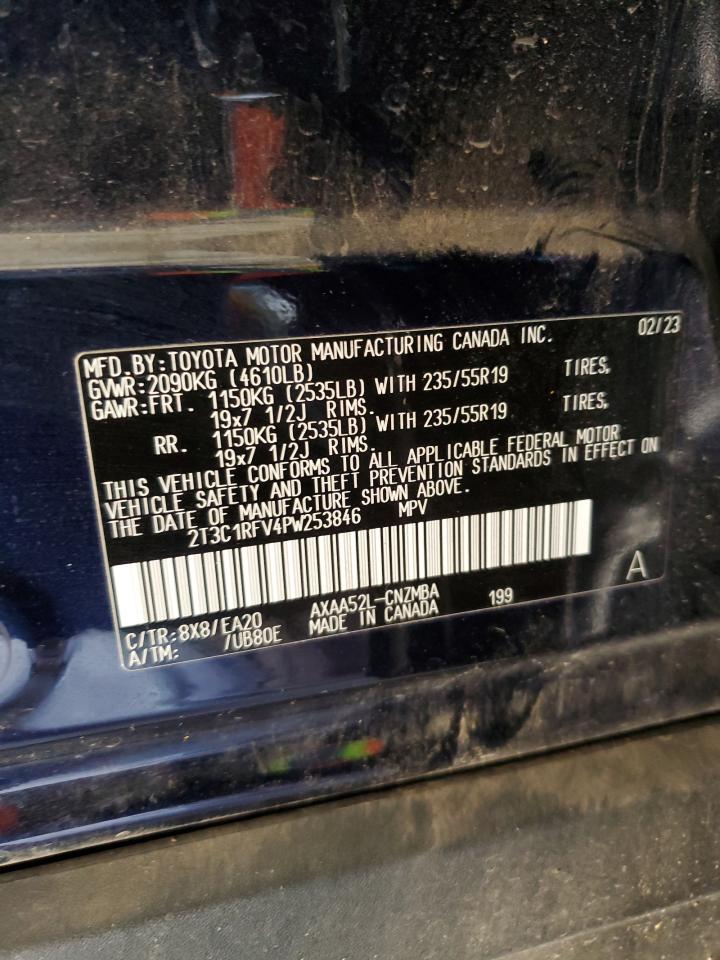 MFD.BY:TOYOTA MOTOR MANUFACTURING CANADA INC. 02/23
GVWR:2090KG (4610LB)
GAWR:FRT. 1150KG (2535LB) WITH 235/55R19 TIRES,
19x7 1/2J RIMS.
RR. 1150KG (2535LB) WITH 235/55R19 TIRES,
19x7 1/2J RIMS.
THIS VEHICLE CONFORMS TO ALL APPLICABLE FEDERAL MOTOR
VEHICLE SAFETY AND THEFT PREVENTION STANDARDS IN EFFECT ON
THE DATE OF MANUFACTURE SHOWN ABOVE.
2T3C1RFV4PW253846 MPV
A
C/TR:8X8/EA20 AXAA52L-CNZMBA 199
A/TM: /UB80E MADE IN CANADA